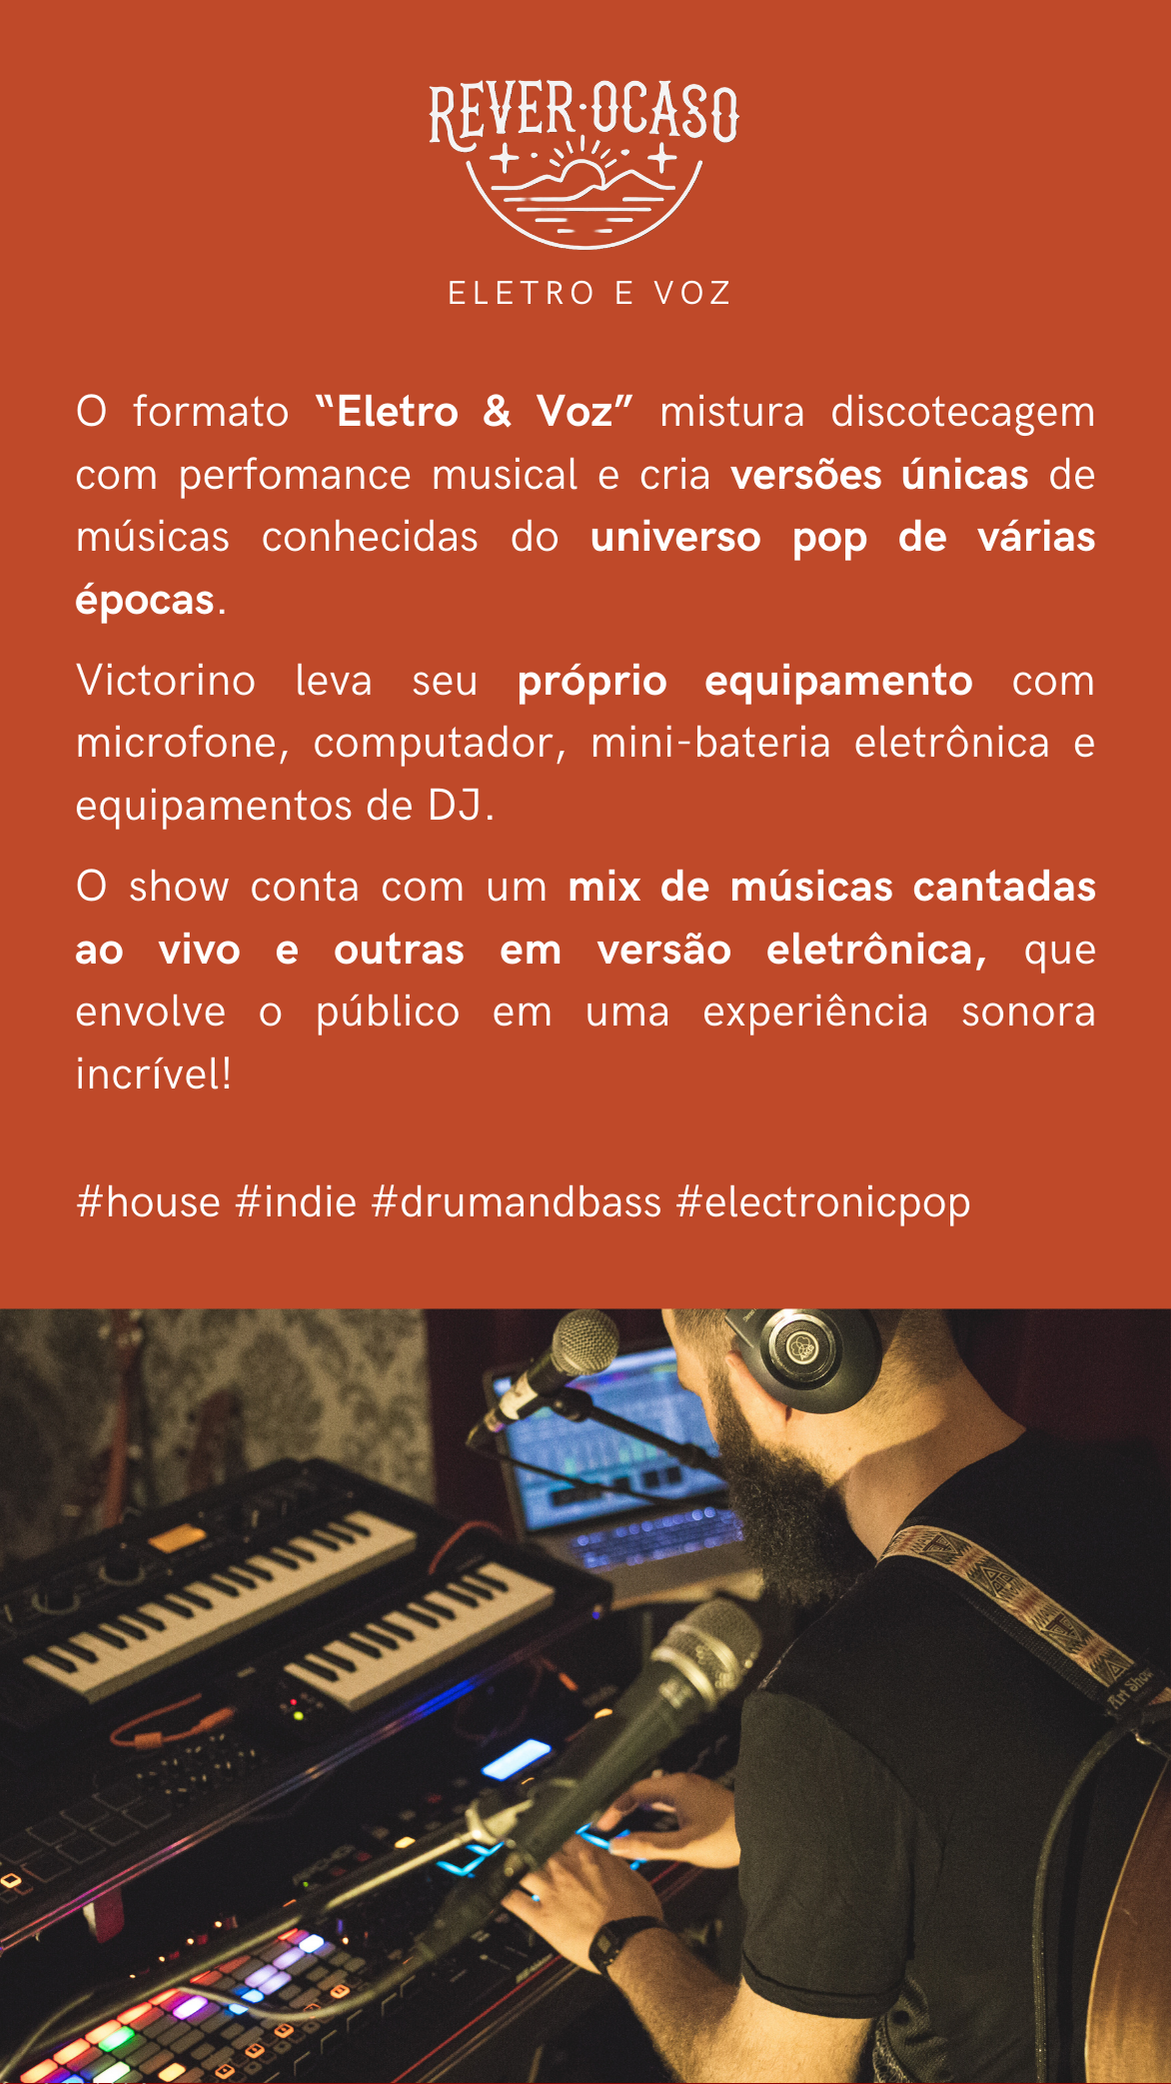 REVER·OCASO
ELETRO E VOZ
O formato “Eletro & Voz” mistura discotecagem
com perfomance musical e cria versões únicas de
músicas conhecidas do universo pop de várias
épocas.
Victorino leva seu próprio equipamento com
microfone, computador, mini-bateria eletrônica e
equipamentos de DJ.
O show conta com um mix de músicas cantadas
ao vivo e outras em versão eletrônica, que
envolve o público em uma experiência sonora
incrível!
#house #indie #drumandbass #electronicpop
Art Show